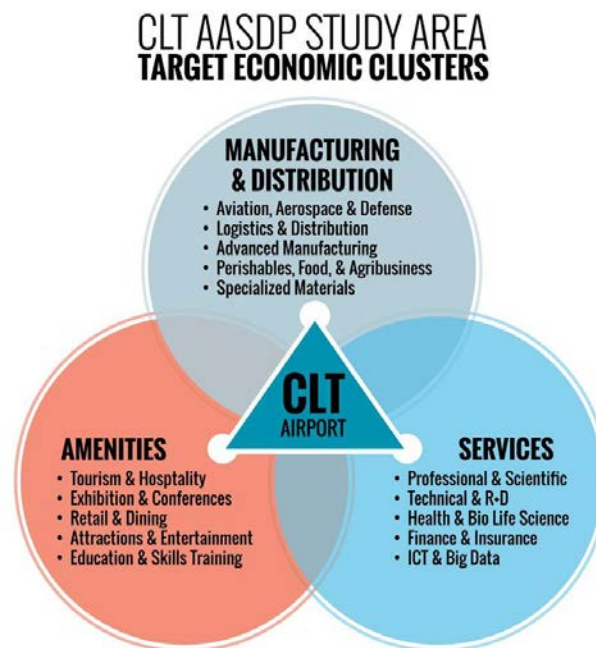 CLT AASDP STUDY AREA
TARGET ECONOMIC CLUSTERS
MANUFACTURING
& DISTRIBUTION
• Aviation, Aerospace & Defense
• Logistics & Distribution
• Advanced Manufacturing
• Perishables, Food, & Agribusiness
• Specialized Materials
CLT
AIRPORT
AMENITIES
• Tourism & Hosptality
• Exhibition & Conferences
• Retail & Dining
• Attractions & Entertainment
• Education & Skills Training
SERVICES
• Professional & Scientific
• Technical & R+D
• Health & Bio Life Science
• Finance & Insurance
• ICT & Big Data